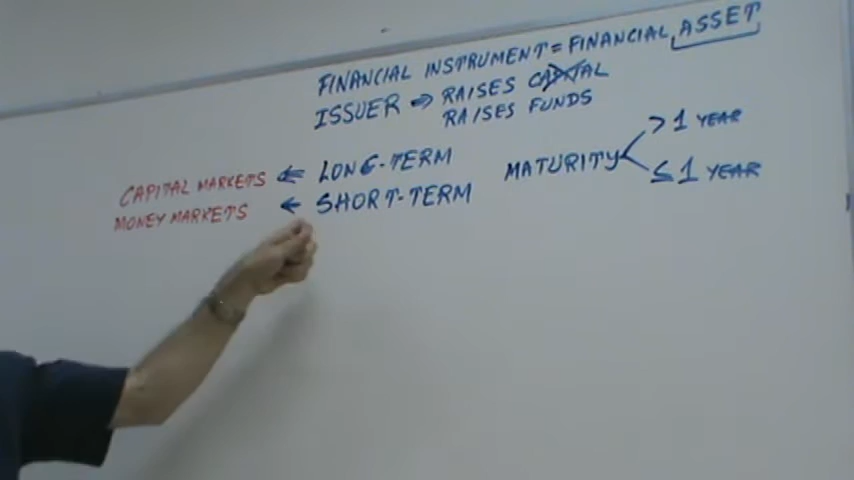 FINANCIAL INSTRUMENT = FINANCIAL ASSET
ISSUER ⇒ RAISES CAPITAL
RAISES FUNDS
CAPITAL MARKETS ⇐ LONG-TERM MATURITY > 1 YEAR
MONEY MARKETS ← SHORT-TERM ≤ 1 YEAR